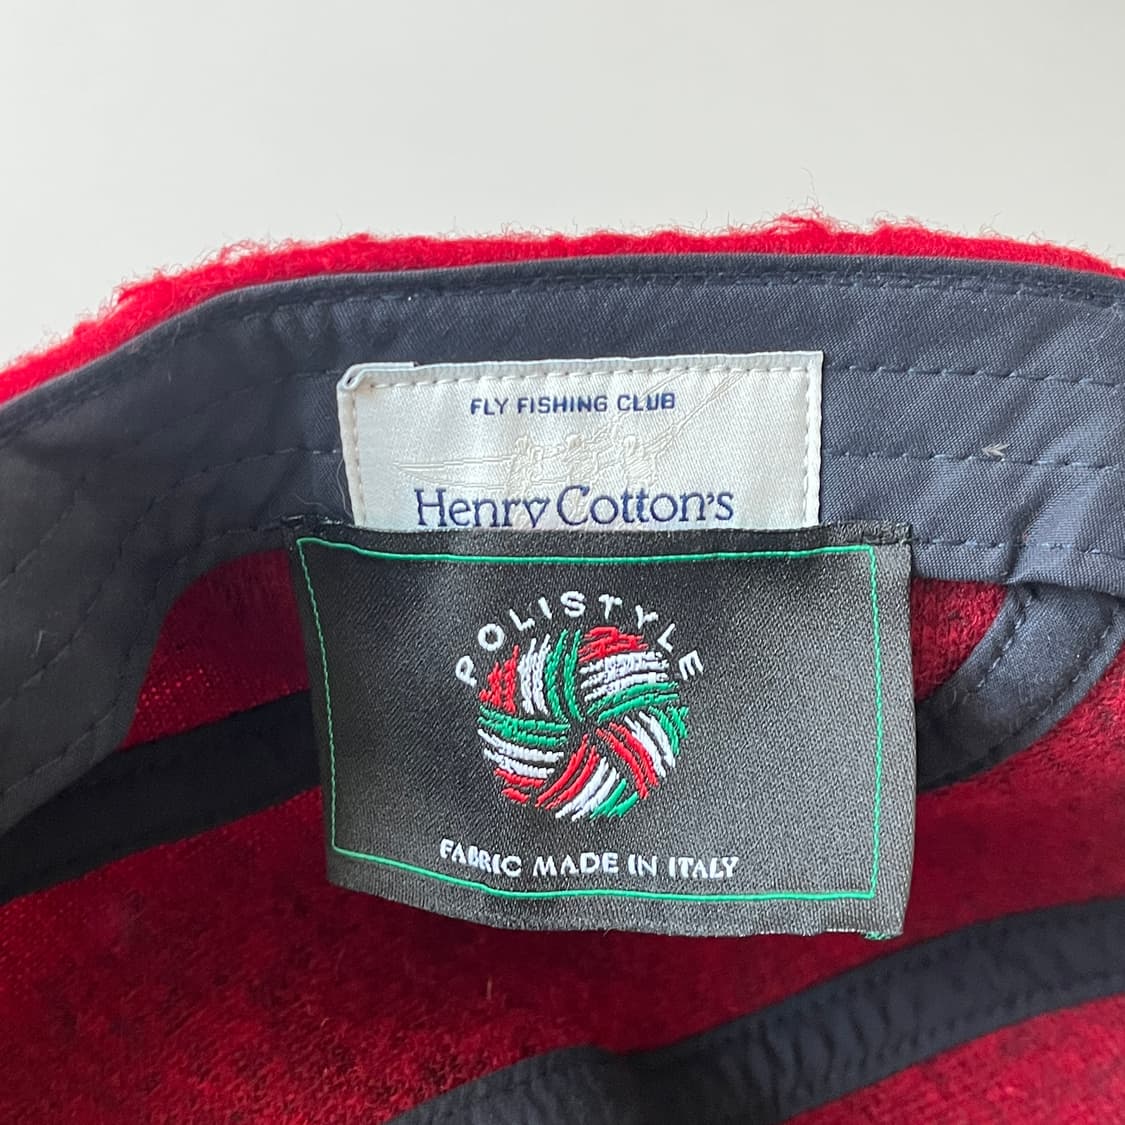 FLY FISHING CLUB
Henry Cotton's
POLISTYLE
FABRIC MADE IN ITALY